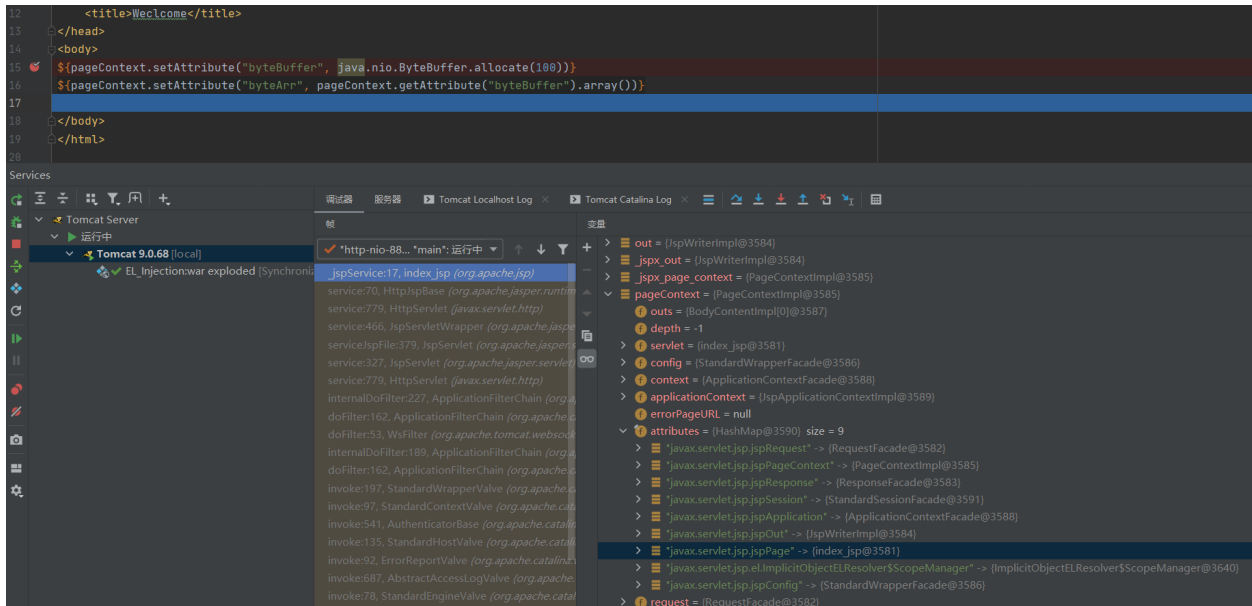 12 <title>Weclcome</title>
13 </head>
14 <body>
15 ${pageContext.setAttribute("byteBuffer", java.nio.ByteBuffer.allocate(100))}
16 ${pageContext.setAttribute("byteArr", pageContext.getAttribute("byteBuffer").array())}
17
18 </body>
19 </html>
20
Services
调试器 服务器 Tomcat Localhost Log × Tomcat Catalina Log ×
Tomcat Server
运行中
Tomcat 9.0.68 [local]
EL_Injection:war exploded [Synchroni
帧
"http-nio-88... "main": 运行中
_jspService:17, index_jsp (org.apache.jsp)
service:70, HttpJspBase (org.apache.jasper.runtim
service:779, HttpServlet (javax.servlet.http)
service:466, JspServletWrapper (org.apache.jaspe
serviceJspFile:379, JspServlet (org.apache.jasper.s
service:327, JspServlet (org.apache.jasper.servlet)
service:779, HttpServlet (javax.servlet.http)
internalDoFilter:227, ApplicationFilterChain (org.a
doFilter:162, ApplicationFilterChain (org.apache.c
doFilter:53, WsFilter (org.apache.tomcat.websock
internalDoFilter:189, ApplicationFilterChain (org.a
doFilter:162, ApplicationFilterChain (org.apache.c
invoke:197, StandardWrapperValve (org.apache.c
invoke:97, StandardContextValve (org.apache.cata
invoke:541, AuthenticatorBase (org.apache.catalin
invoke:135, StandardHostValve (org.apache.catali
invoke:92, ErrorReportValve (org.apache.catalina.
invoke:687, AbstractAccessLogValve (org.apache.
invoke:78, StandardEngineValve (org.apache.catal
变量
out = {JspWriterImpl@3584}
_jspx_out = {JspWriterImpl@3584}
_jspx_page_context = {PageContextImpl@3585}
pageContext = {PageContextImpl@3585}
outs = {BodyContentImpl[0]@3587}
depth = -1
servlet = {index_jsp@3581}
config = {StandardWrapperFacade@3586}
context = {ApplicationContextFacade@3588}
applicationContext = {JspApplicationContextImpl@3589}
errorPageURL = null
attributes = {HashMap@3590} size = 9
"javax.servlet.jsp.jspRequest" -> {RequestFacade@3582}
"javax.servlet.jsp.jspPageContext" -> {PageContextImpl@3585}
"javax.servlet.jsp.jspResponse" -> {ResponseFacade@3583}
"javax.servlet.jsp.jspSession" -> {StandardSessionFacade@3591}
"javax.servlet.jsp.jspApplication" -> {ApplicationContextFacade@3588}
"javax.servlet.jsp.jspOut" -> {JspWriterImpl@3584}
"javax.servlet.jsp.jspPage" -> {index_jsp@3581}
"javax.servlet.jsp.el.ImplicitObjectELResolver$ScopeManager" -> {ImplicitObjectELResolver$ScopeManager@3640}
"javax.servlet.jsp.jspConfig" -> {StandardWrapperFacade@3586}
request = {RequestFacade@3582}